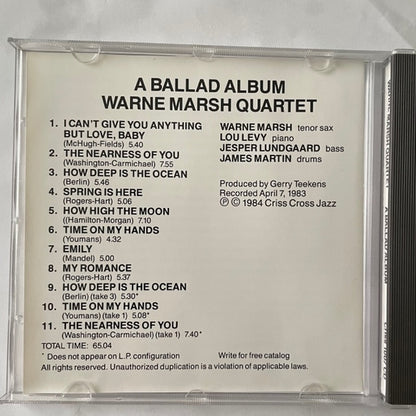 A BALLAD ALBUM
WARNE MARSH QUARTET
1. I CAN'T GIVE YOU ANYTHING
BUT LOVE, BABY
(McHugh-Fields) 5.40
2. THE NEARNESS OF YOU
(Washington-Carmichael) 7.55
3. HOW DEEP IS THE OCEAN
(Berlin) 5.46
4. SPRING IS HERE
(Rogers-Hart) 5.06
5. HOW HIGH THE MOON
((Hamilton-Morgan) 7.10
6. TIME ON MY HANDS
(Youmans) 4.32
7. EMILY
(Mandel) 5.00
8. MY ROMANCE
(Rogers-Hart) 5.37
9. HOW DEEP IS THE OCEAN
(Berlin) (take 3) 5.30*
10. TIME ON MY HANDS
(Youmans) (take 1) 5.08*
11. THE NEARNESS OF YOU
(Washington-Carmichael) (take 1) 7.40*
TOTAL TIME: 65.04
* Does not appear on L.P. configuration Write for free catalog
All rights reserved. Unauthorized duplication is a violation of applicable laws.
WARNE MARSH tenor sax
LOU LEVY piano
JESPER LUNDGAARD bass
JAMES MARTIN drums
Produced by Gerry Teekens
Recorded April 7, 1983
Ⓟ © 1984 Criss Cross Jazz
WARNE MARSH QUARTET
A BALLAD ALBUM